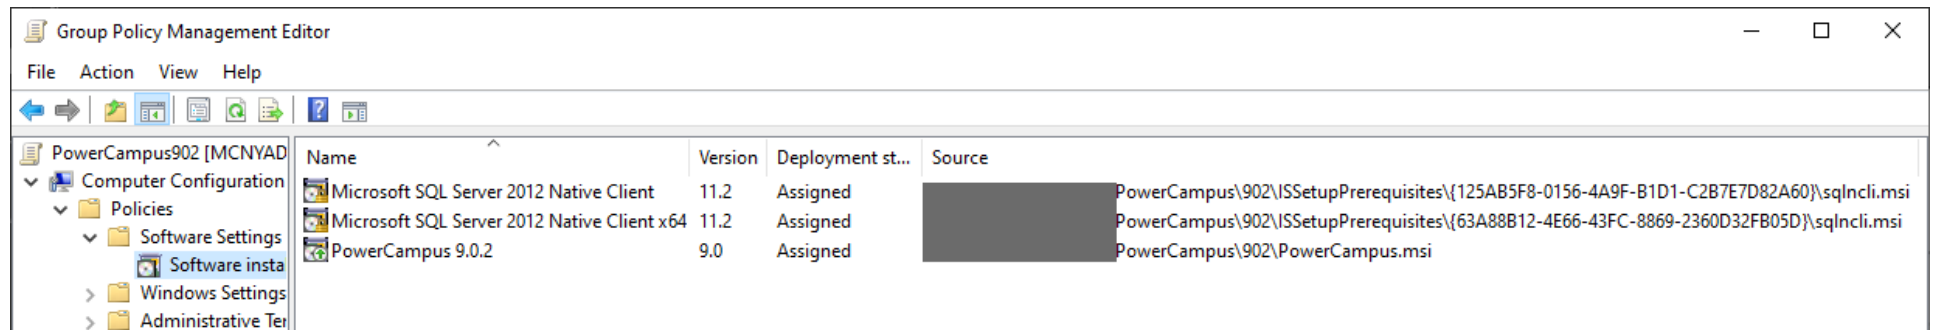 Group Policy Management Editor
File Action View Help
PowerCampus902 [MCNYAD
Computer Configuration
Policies
Software Settings
Software insta
Windows Settings
Administrative Ter
Name Version Deployment st... Source
Microsoft SQL Server 2012 Native Client 11.2 Assigned PowerCampus\902\ISSetupPrerequisites\{125AB5F8-0156-4A9F-B1D1-C2B7E7D82A60}\sqlncli.msi
Microsoft SQL Server 2012 Native Client x64 11.2 Assigned PowerCampus\902\ISSetupPrerequisites\{63A88B12-4E66-43FC-8869-2360D32FB05D}\sqlncli.msi
PowerCampus 9.0.2 9.0 Assigned PowerCampus\902\PowerCampus.msi